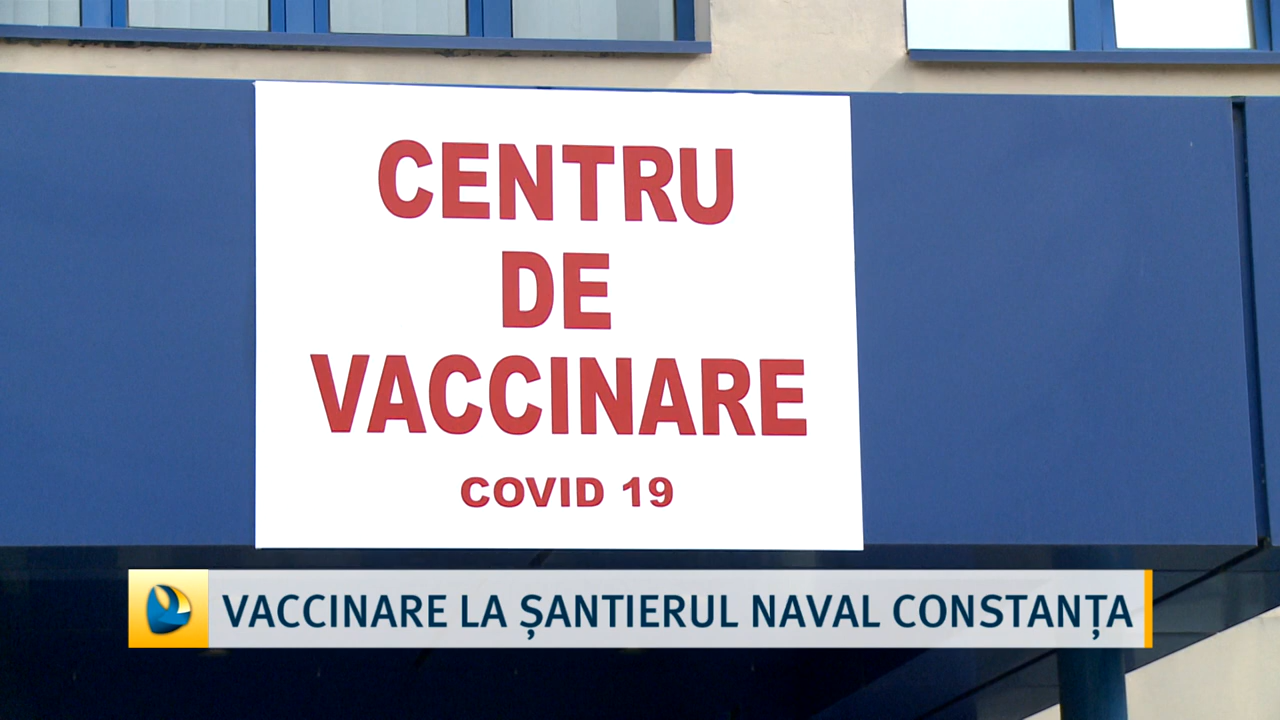 CENTRU
DE
VACCINARE
COVID 19
VACCINARE LA ȘANTIERUL NAVAL CONSTANȚA